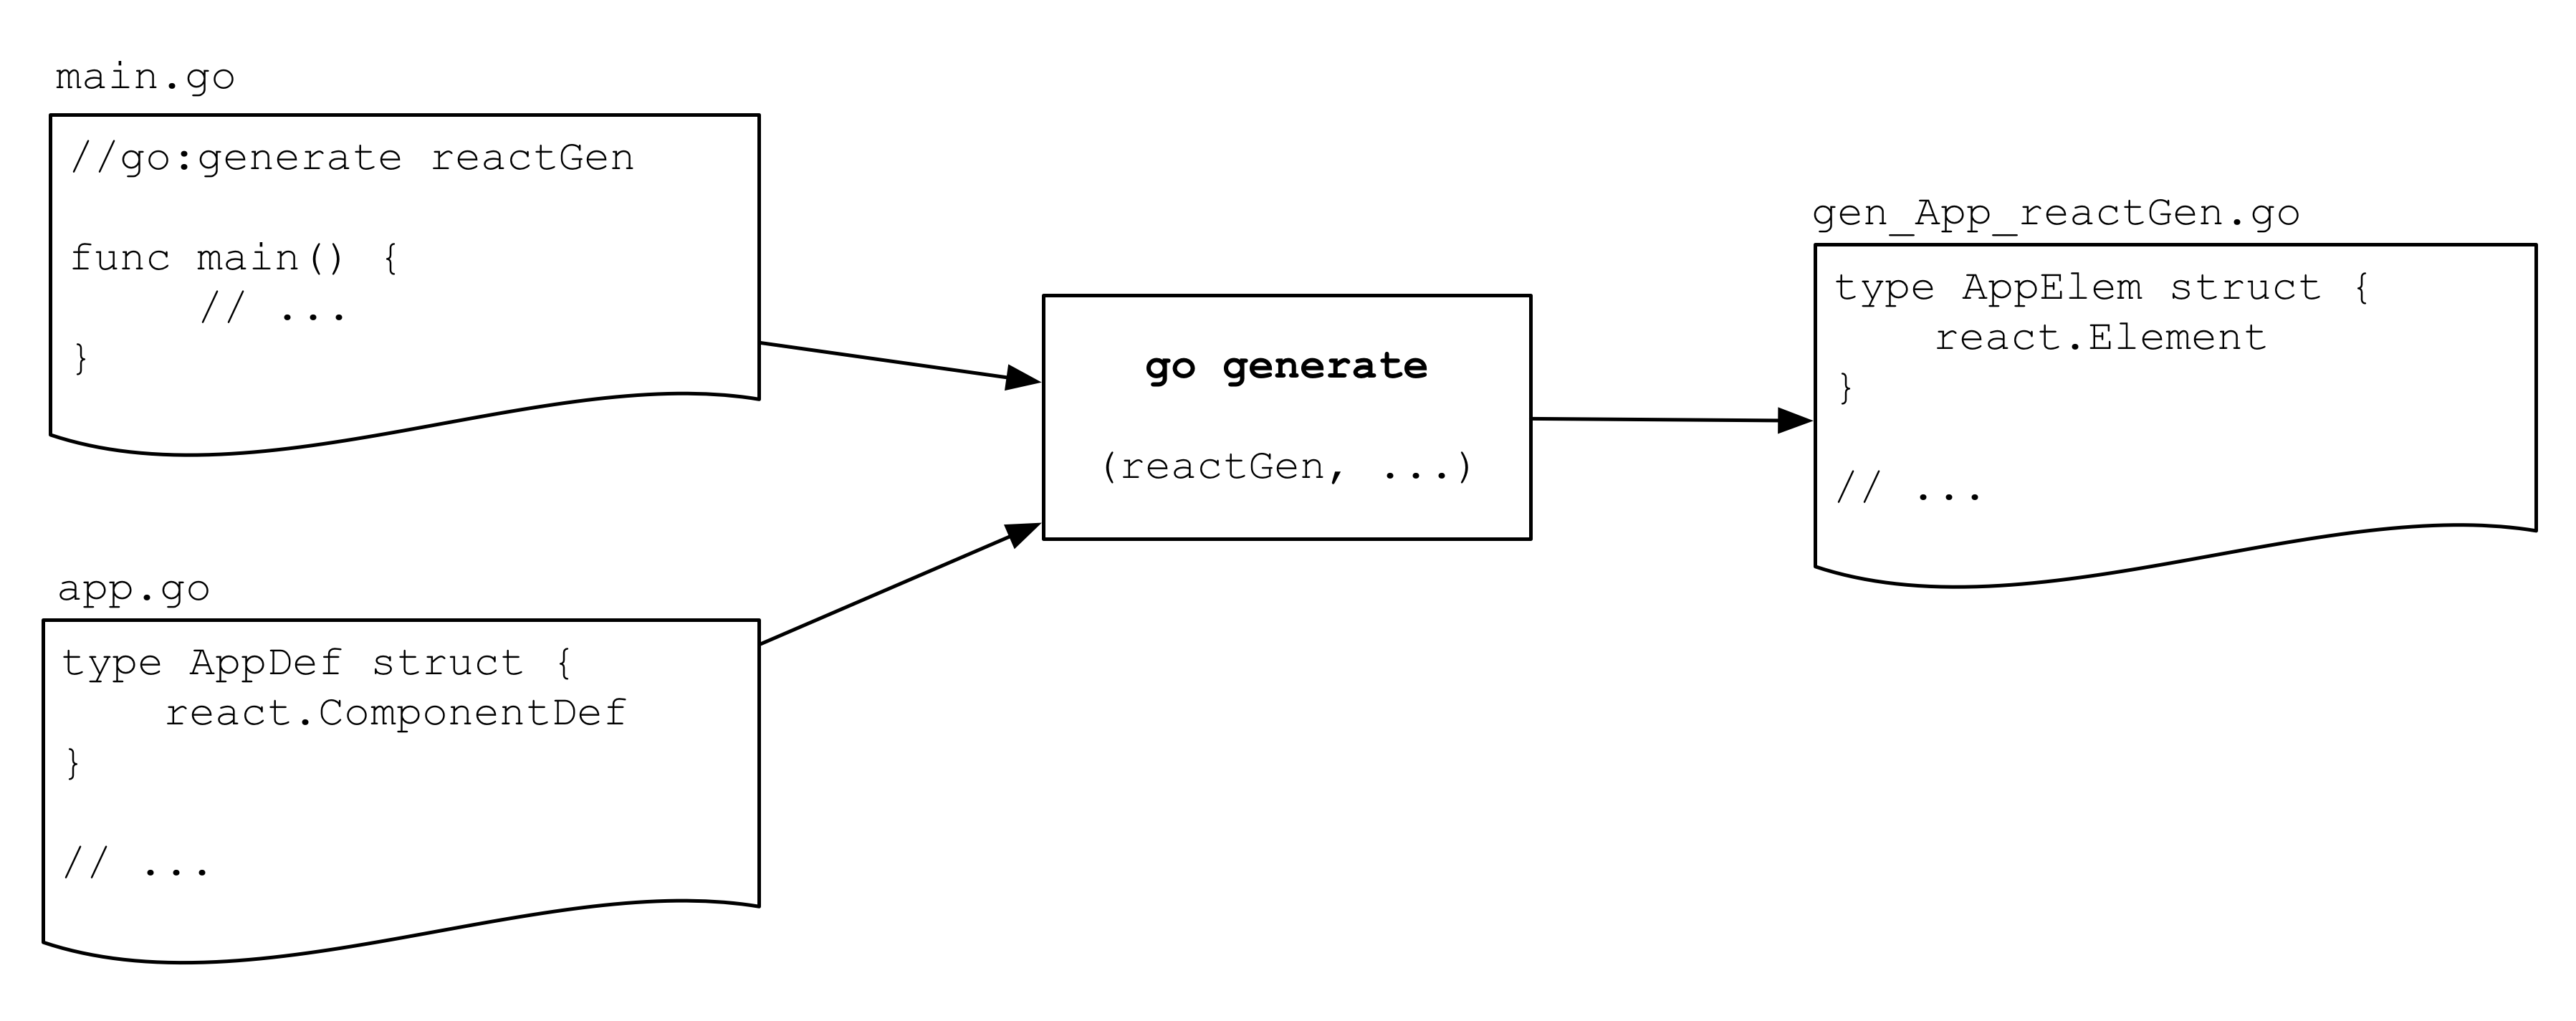 main.go
//go:generate reactGen
func main() {
// ...
}
app.go
type AppDef struct {
react.ComponentDef
}
// ...
go generate
(reactGen, ...)
gen_App_reactGen.go
type AppElem struct {
react.Element
}
// ...